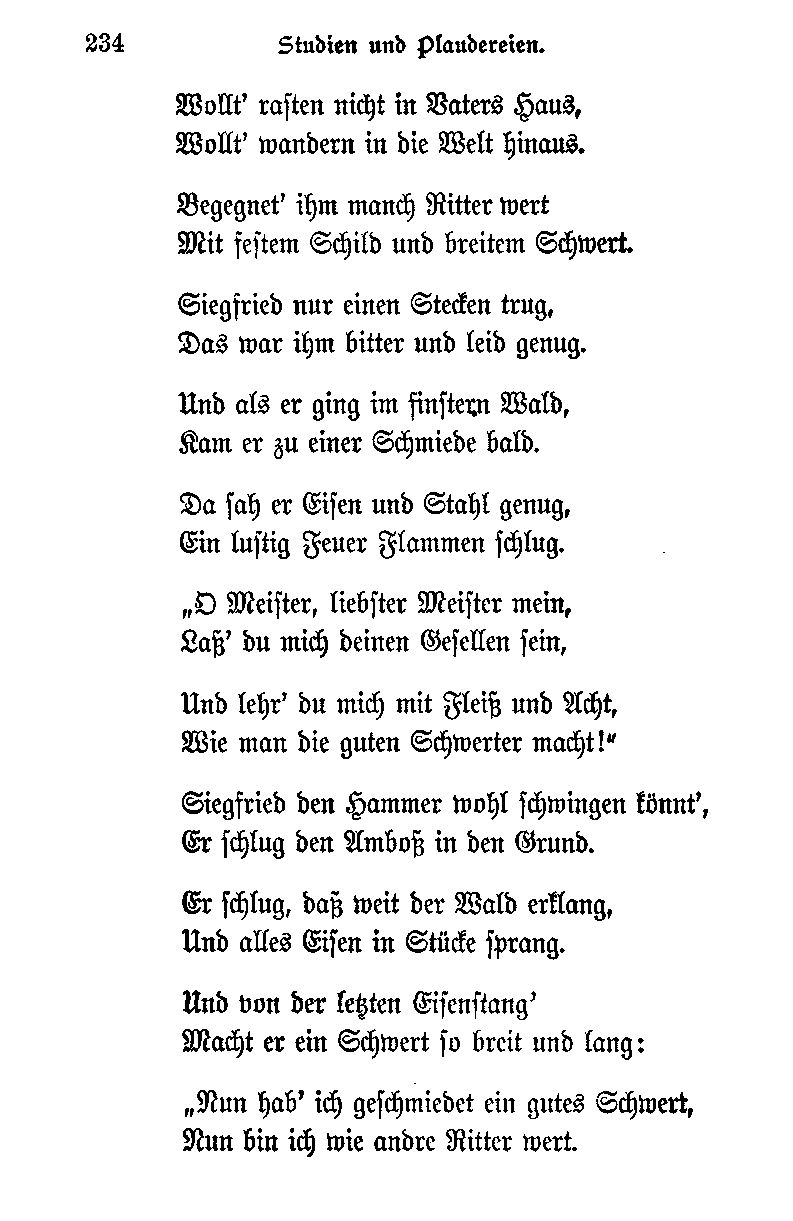 234 Studien und Plaudereien.
Wollt' rasten nicht in Vaters Haus,
Wollt' wandern in die Welt hinaus.
Begegnet' ihm manch Ritter wert
Mit festem Schild und breitem Schwert.
Siegfried nur einen Stecken trug,
Das war ihm bitter und leid genug.
Und als er ging im finstern Wald,
Kam er zu einer Schmiede bald.
Da sah er Eisen und Stahl genug,
Ein lustig Feuer Flammen schlug.
„O Meister, liebster Meister mein,
Laß' du mich deinen Gesellen sein,
Und lehr' du mich mit Fleiß und Acht,
Wie man die guten Schwerter macht!“
Siegfried den Hammer wohl schwingen könnt',
Er schlug den Amboß in den Grund.
Er schlug, daß weit der Wald erklang,
Und alles Eisen in Stücke sprang.
Und von der letzten Eisenstang'
Macht er ein Schwert so breit und lang:
„Nun hab' ich geschmiedet ein gutes Schwert,
Nun bin ich wie andre Ritter wert.